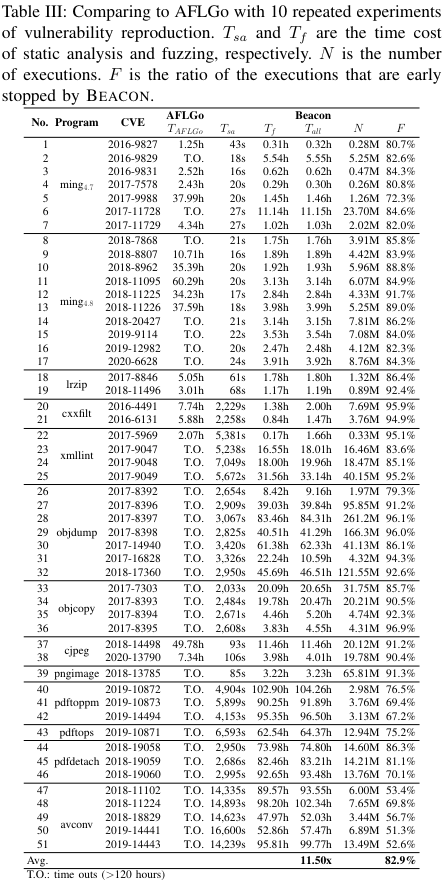 Table III: Comparing to AFLGo with 10 repeated experiments
of vulnerability reproduction. Tsa and Tf are the time cost
of static analysis and fuzzing, respectively. N is the number
of executions. F is the ratio of the executions that are early
stopped by BEACON.
No. Program CVE AFLGo Beacon
TAFLGo Tsa Tf Tall N F
1 2016-9827 1.25h 43s 0.31h 0.32h 0.28M 80.7%
2 2016-9829 T.O. 18s 5.54h 5.55h 5.25M 82.6%
3 2016-9831 2.52h 16s 0.62h 0.62h 0.47M 84.3%
4 ming4.7 2017-7578 2.43h 20s 0.29h 0.30h 0.26M 80.8%
5 2017-9988 37.99h 20s 1.45h 1.46h 1.26M 72.3%
6 2017-11728 T.O. 27s 11.14h 11.15h 23.70M 84.6%
7 2017-11729 4.34h 27s 1.02h 1.03h 2.02M 82.0%
8 2018-7868 T.O. 21s 1.75h 1.76h 3.91M 85.8%
9 2018-8807 10.71h 16s 1.89h 1.89h 4.42M 83.9%
10 2018-8962 35.39h 20s 1.92h 1.93h 5.96M 88.8%
11 2018-11095 60.29h 20s 3.13h 3.14h 6.07M 84.9%
12 ming4.8 2018-11225 34.23h 17s 2.84h 2.84h 4.33M 91.7%
13 2018-11226 37.59h 18s 3.98h 3.99h 5.25M 89.0%
14 2018-20427 T.O. 21s 3.14h 3.15h 7.81M 86.2%
15 2019-9114 T.O. 22s 3.53h 3.54h 7.08M 84.0%
16 2019-12982 T.O. 20s 2.47h 2.48h 4.12M 82.3%
17 2020-6628 T.O. 24s 3.91h 3.92h 8.76M 84.3%
18 lrzip 2017-8846 5.05h 61s 1.78h 1.80h 1.32M 86.4%
19 2018-11496 3.01h 68s 1.17h 1.19h 0.89M 92.4%
20 cxxfilt 2016-4491 7.74h 2,229s 1.38h 2.00h 7.69M 95.9%
21 2016-6131 5.88h 2,258s 0.84h 1.47h 3.76M 94.9%
22 2017-5969 2.07h 5,381s 0.17h 1.66h 0.33M 95.1%
23 xmllint 2017-9047 T.O. 5,238s 16.55h 18.01h 16.46M 83.6%
24 2017-9048 T.O. 7,049s 18.00h 19.96h 18.47M 85.1%
25 2017-9049 T.O. 5,672s 31.56h 33.14h 40.15M 95.2%
26 2017-8392 T.O. 2,654s 8.42h 9.16h 1.97M 79.3%
27 2017-8396 T.O. 2,909s 39.03h 39.84h 95.85M 91.2%
28 2017-8397 T.O. 3,067s 83.46h 84.31h 261.2M 96.1%
29 objdump 2017-8398 T.O. 2,825s 40.51h 41.29h 166.3M 96.0%
30 2017-14940 T.O. 3,420s 61.38h 62.33h 41.13M 86.1%
31 2017-16828 T.O. 3,326s 22.24h 10.59h 4.32M 94.3%
32 2018-17360 T.O. 2,950s 45.69h 46.51h 121.55M 92.6%
33 2017-7303 T.O. 2,033s 20.09h 20.65h 31.75M 85.7%
34 objcopy 2017-8393 T.O. 2,484s 19.78h 20.47h 20.21M 90.5%
35 2017-8394 T.O. 2,671s 4.46h 5.20h 4.74M 92.3%
36 2017-8395 T.O. 2,608s 3.83h 4.55h 4.31M 96.9%
37 cjpeg 2018-14498 49.78h 93s 11.46h 11.46h 20.12M 91.2%
38 2020-13790 7.34h 106s 3.98h 4.01h 19.78M 90.4%
39 pngimage 2018-13785 T.O. 85s 3.22h 3.23h 65.81M 91.3%
40 2019-10872 T.O. 4,904s 102.90h 104.26h 2.98M 76.5%
41 pdftoppm 2019-10873 T.O. 5,899s 90.25h 91.89h 3.76M 69.4%
42 2019-14494 T.O. 4,153s 95.35h 96.50h 3.13M 67.2%
43 pdftops 2019-10871 T.O. 6,593s 62.54h 64.37h 12.94M 75.2%
44 2018-19058 T.O. 2,950s 73.98h 74.80h 14.60M 86.3%
45 pdfdetach 2018-19059 T.O. 2,686s 82.46h 83.21h 14.21M 81.1%
46 2018-19060 T.O. 2,995s 92.65h 93.48h 13.76M 70.1%
47 2018-11102 T.O. 14,335s 89.57h 93.55h 6.00M 53.4%
48 2018-11224 T.O. 14,893s 98.20h 102.34h 7.65M 69.8%
49 avconv 2018-18829 T.O. 14,623s 47.97h 52.03h 3.44M 56.7%
50 2019-14441 T.O. 16,600s 52.86h 57.47h 6.89M 51.3%
51 2019-14443 T.O. 14,239s 95.81h 99.77h 13.49M 52.6%
Avg. 11.50x 82.9%
T.O.: time outs (>120 hours)